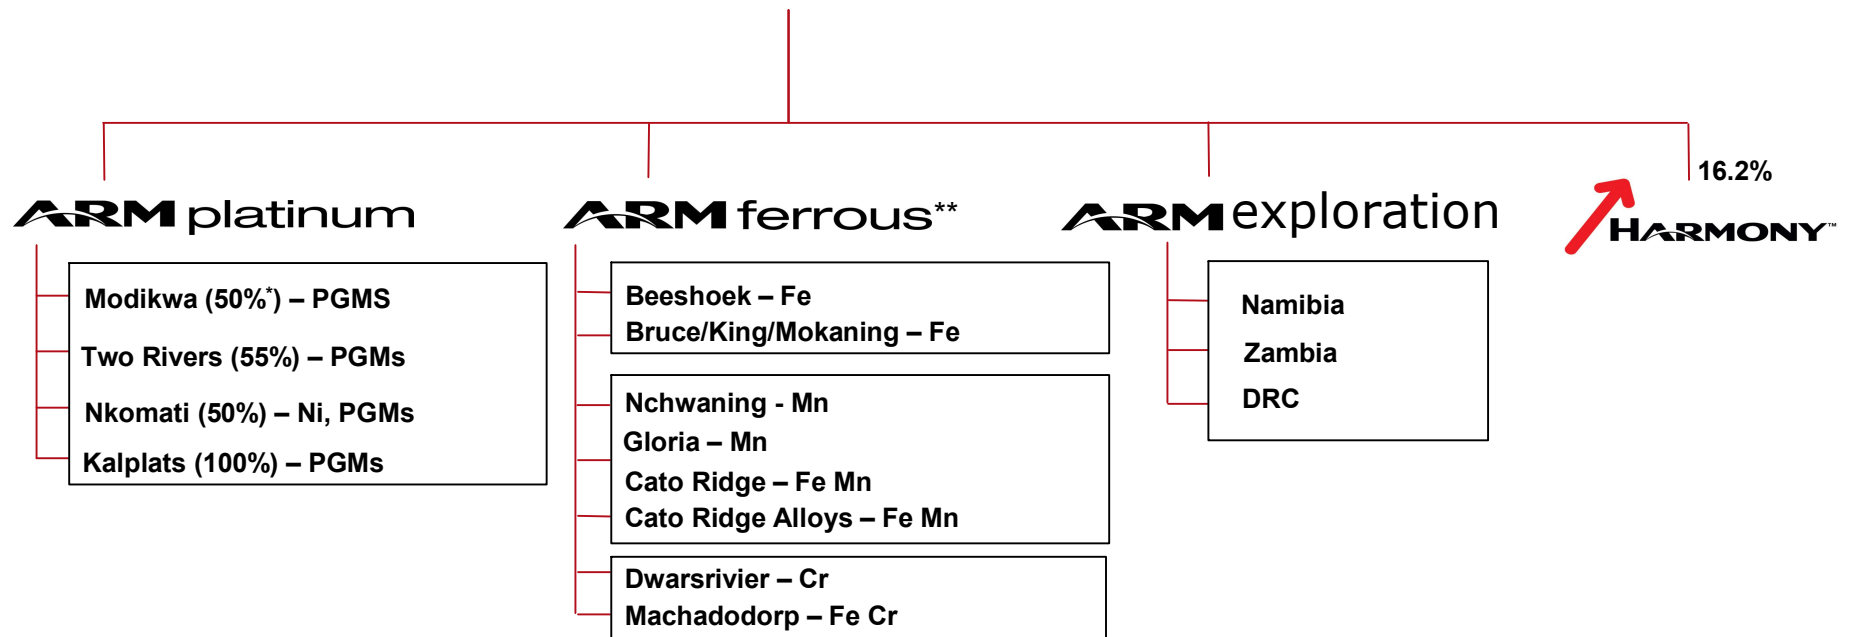 16.2%
ARM platinum
ARM ferrous**
ARM exploration
HARMONY™
Modikwa (50%*) – PGMS
Two Rivers (55%) – PGMs
Nkomati (50%) – Ni, PGMs
Kalplats (100%) – PGMs
Beeshoek – Fe
Bruce/King/Mokaning – Fe
Nchwaning - Mn
Gloria – Mn
Cato Ridge – Fe Mn
Cato Ridge Alloys – Fe Mn
Dwarsrivier – Cr
Machadodorp – Fe Cr
Namibia
Zambia
DRC